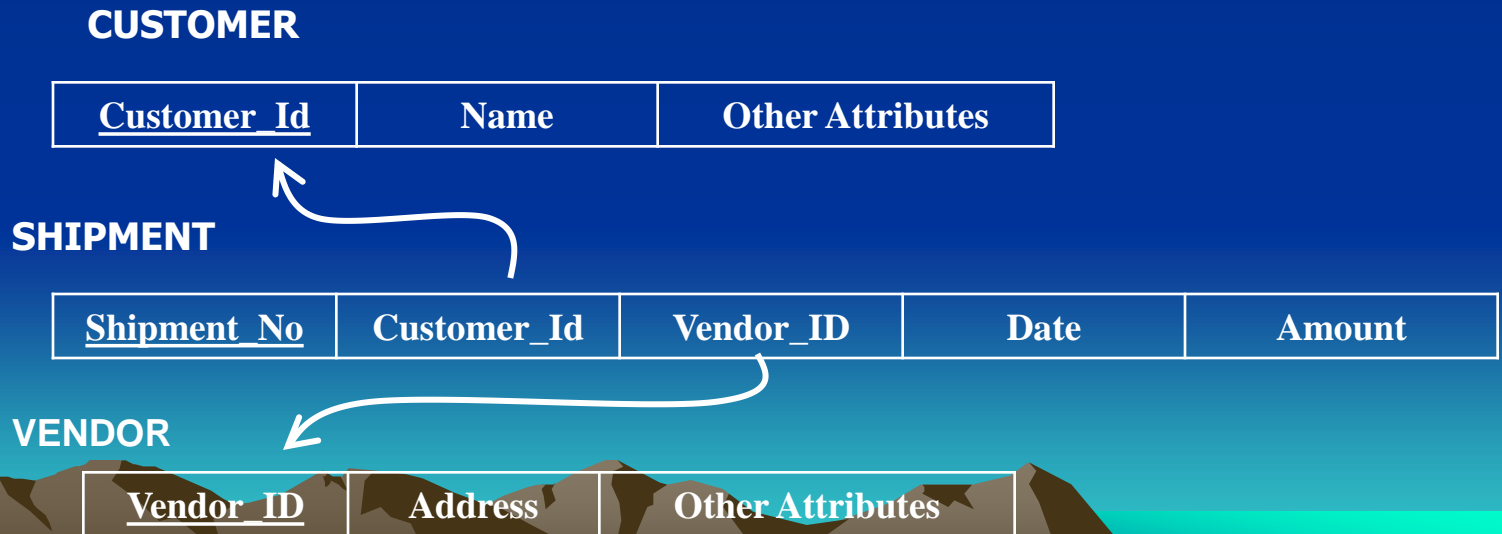 CUSTOMER
Customer_Id Name Other Attributes
SHIPMENT
Shipment_No Customer_Id Vendor_ID Date Amount
VENDOR
Vendor_ID Address Other Attributes